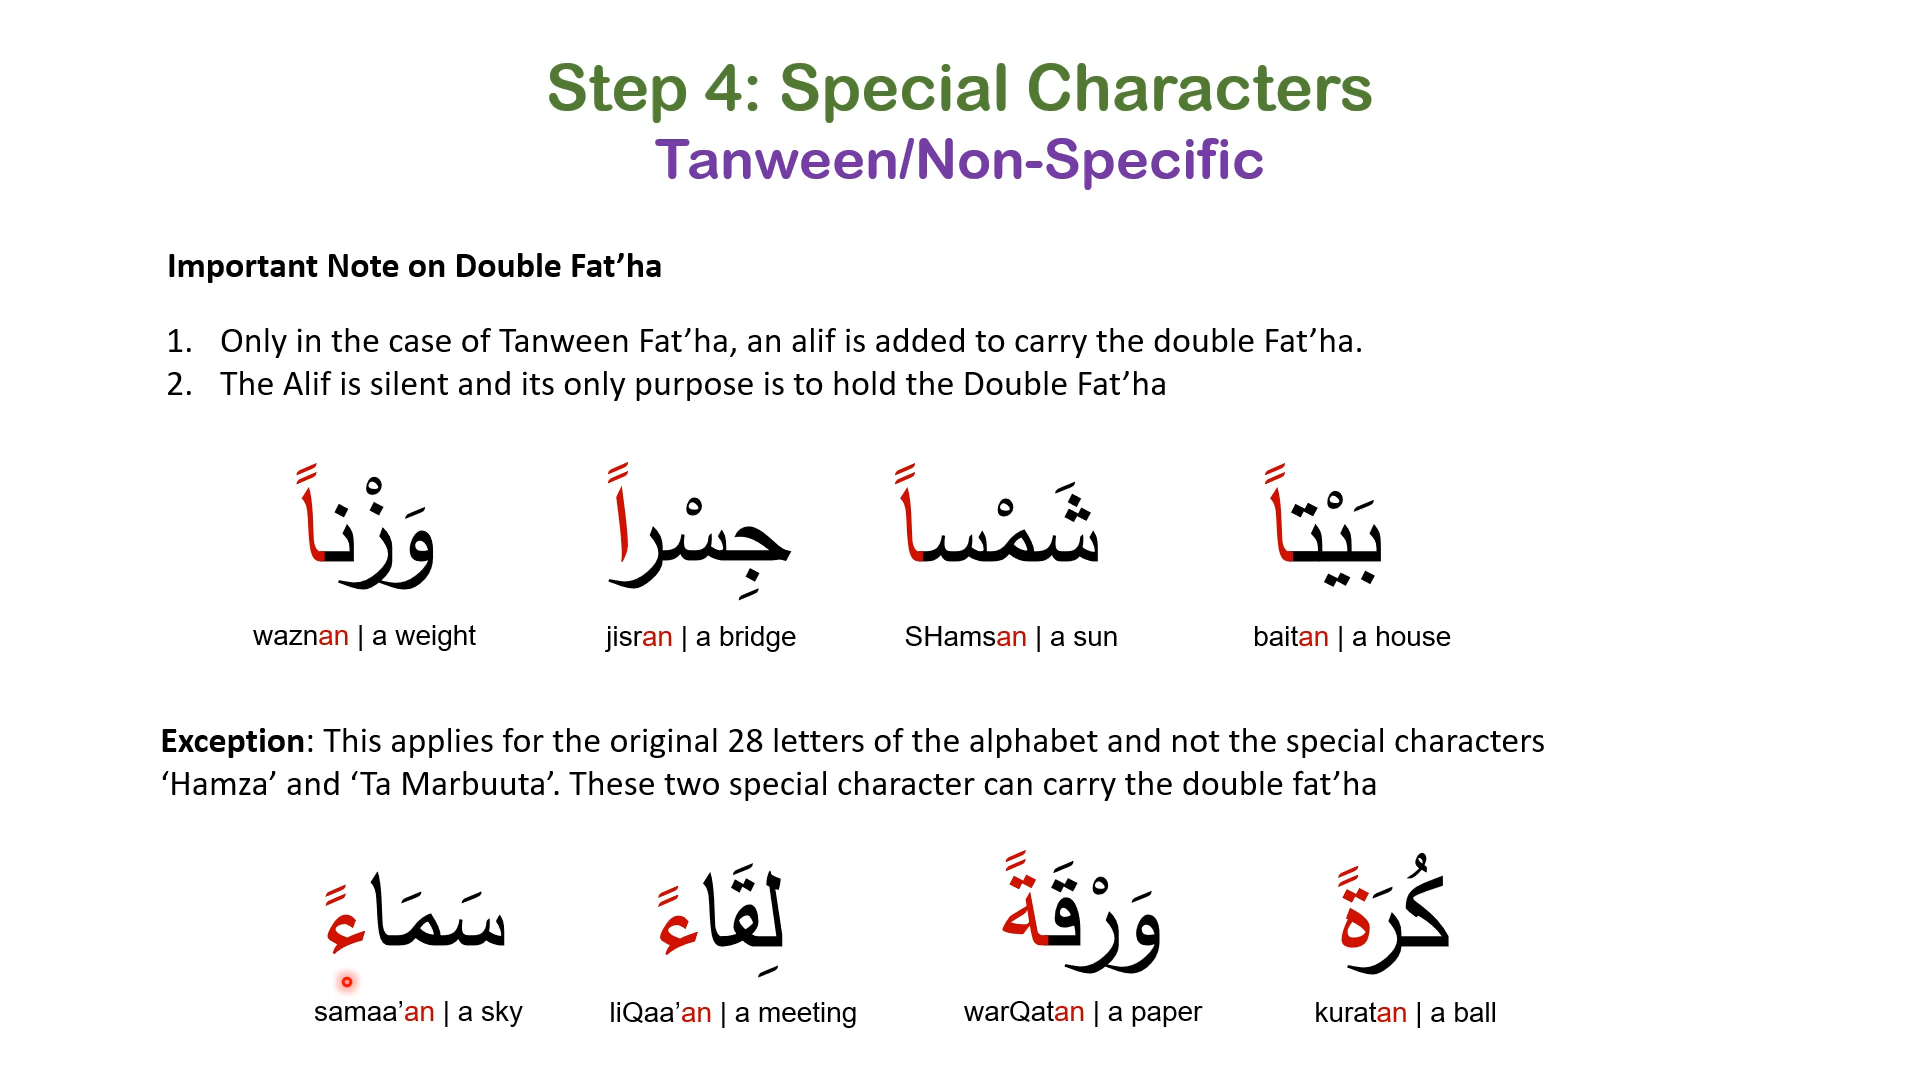 Step 4: Special Characters
Tanween/Non-Specific
Important Note on Double Fat’ha
1. Only in the case of Tanween Fat’ha, an alif is added to carry the double Fat’ha.
2. The Alif is silent and its only purpose is to hold the Double Fat’ha
وَزْناً جِسْراً شَمْساً بَيْتاً
waznan | a weight jisran | a bridge SHamsan | a sun baitan | a house
Exception: This applies for the original 28 letters of the alphabet and not the special characters
‘Hamza’ and ‘Ta Marbuuta’. These two special character can carry the double fat’ha
سَمَاءً لِقَاءً وَرْقَةً كُرَةً
samaa’an | a sky liQaa’an | a meeting warQatan | a paper kuratan | a ball